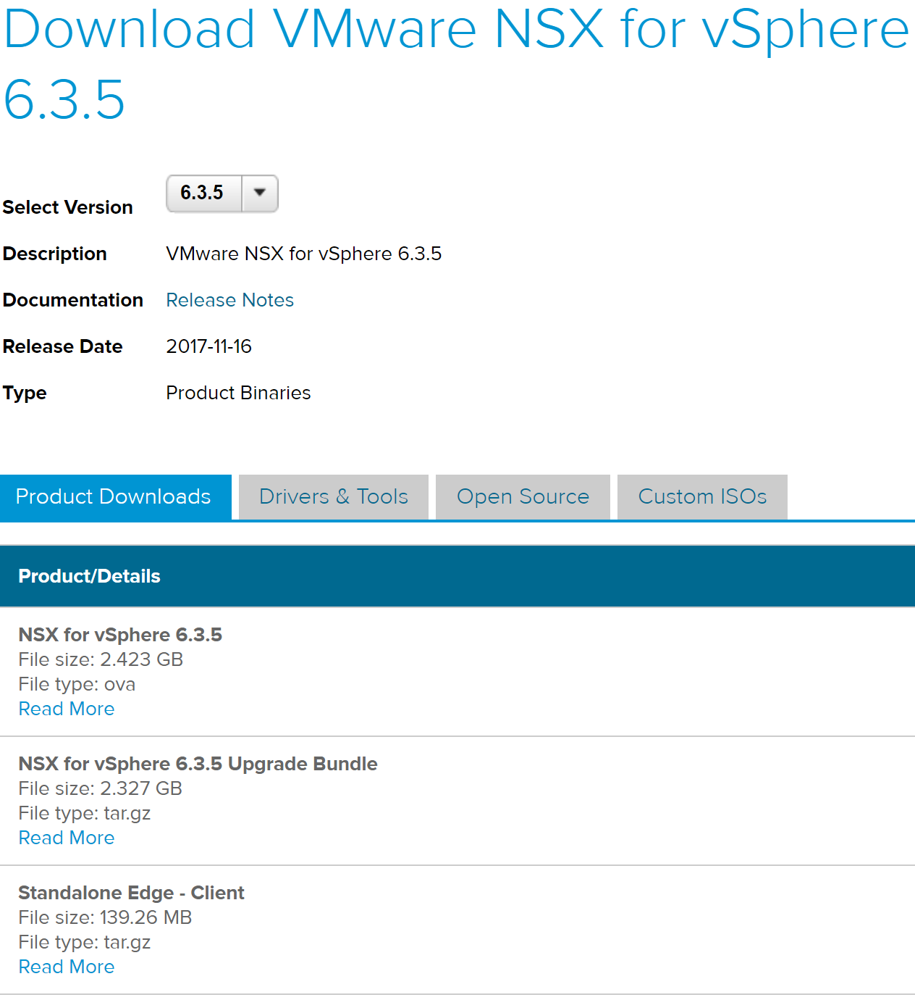 Download VMware NSX for vSphere
6.3.5
Select Version 6.3.5
Description VMware NSX for vSphere 6.3.5
Documentation Release Notes
Release Date 2017-11-16
Type Product Binaries
Product Downloads Drivers & Tools Open Source Custom ISOs
Product/Details
NSX for vSphere 6.3.5
File size: 2.423 GB
File type: ova
Read More
NSX for vSphere 6.3.5 Upgrade Bundle
File size: 2.327 GB
File type: tar.gz
Read More
Standalone Edge - Client
File size: 139.26 MB
File type: tar.gz
Read More